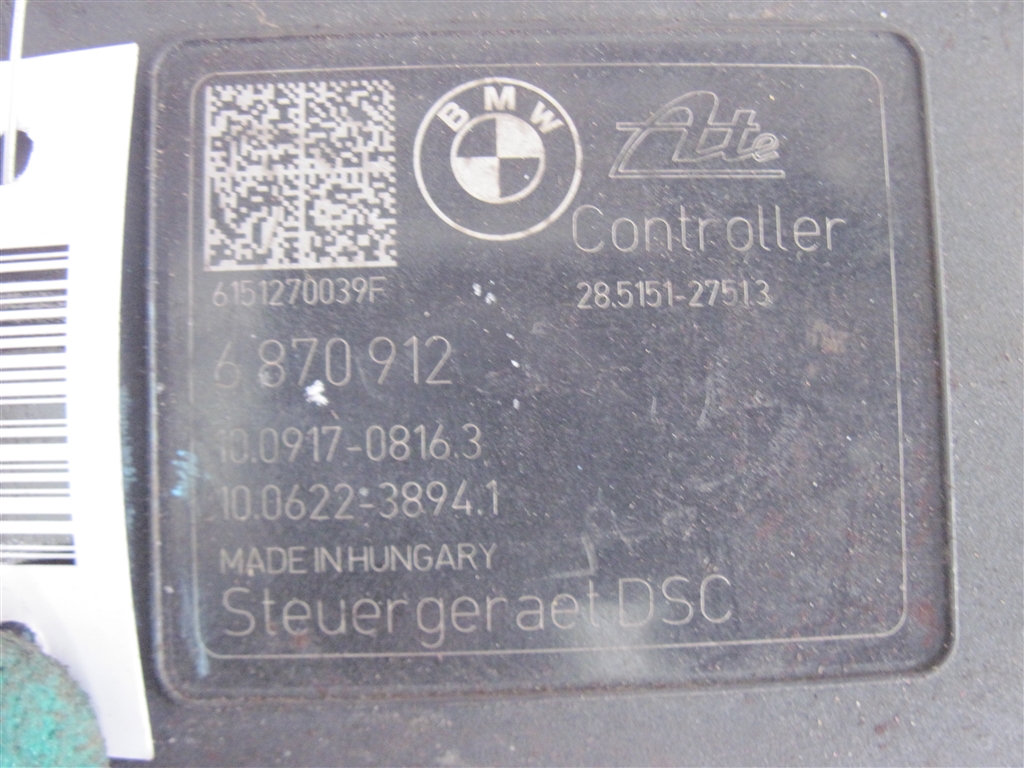 BMW
Ate
Controller
6151270039F
28.5151-2751.3
6 870 912
10.0917-0816.3
10.0622-3894.1
MADE IN HUNGARY
Steuergeraet DSC